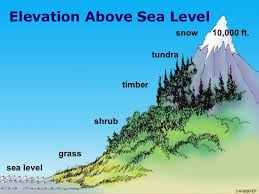 Elevation Above Sea Level
snow 10,000 ft.
tundra
timber
shrub
grass
sea level